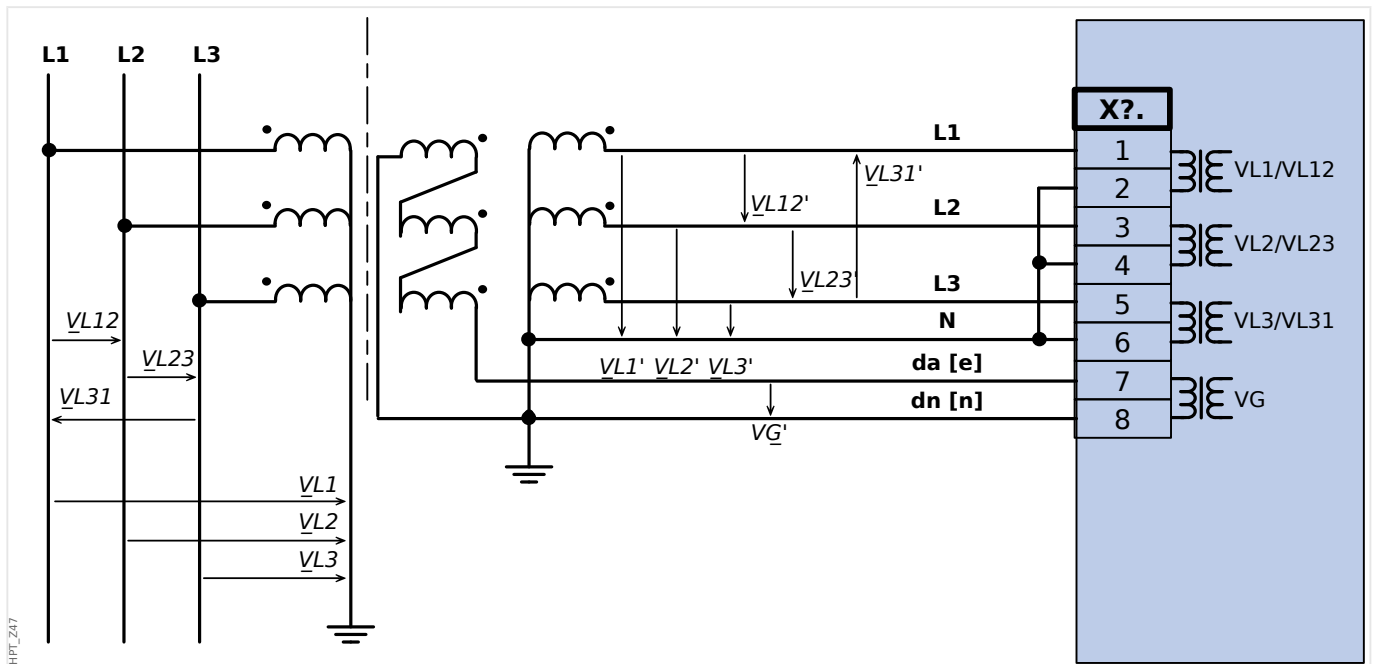 L1
L2
L3
VL12
VL23
VL31
VL1
VL2
VL3
L1
VL31'
VL12'
L2
VL23'
L3
N
VL1' VL2' VL3'
da [e]
dn [n]
VG'
X?.
1
2
3
4
5
6
7
8
VL1/VL12
VL2/VL23
VL3/VL31
VG
HPT_Z47